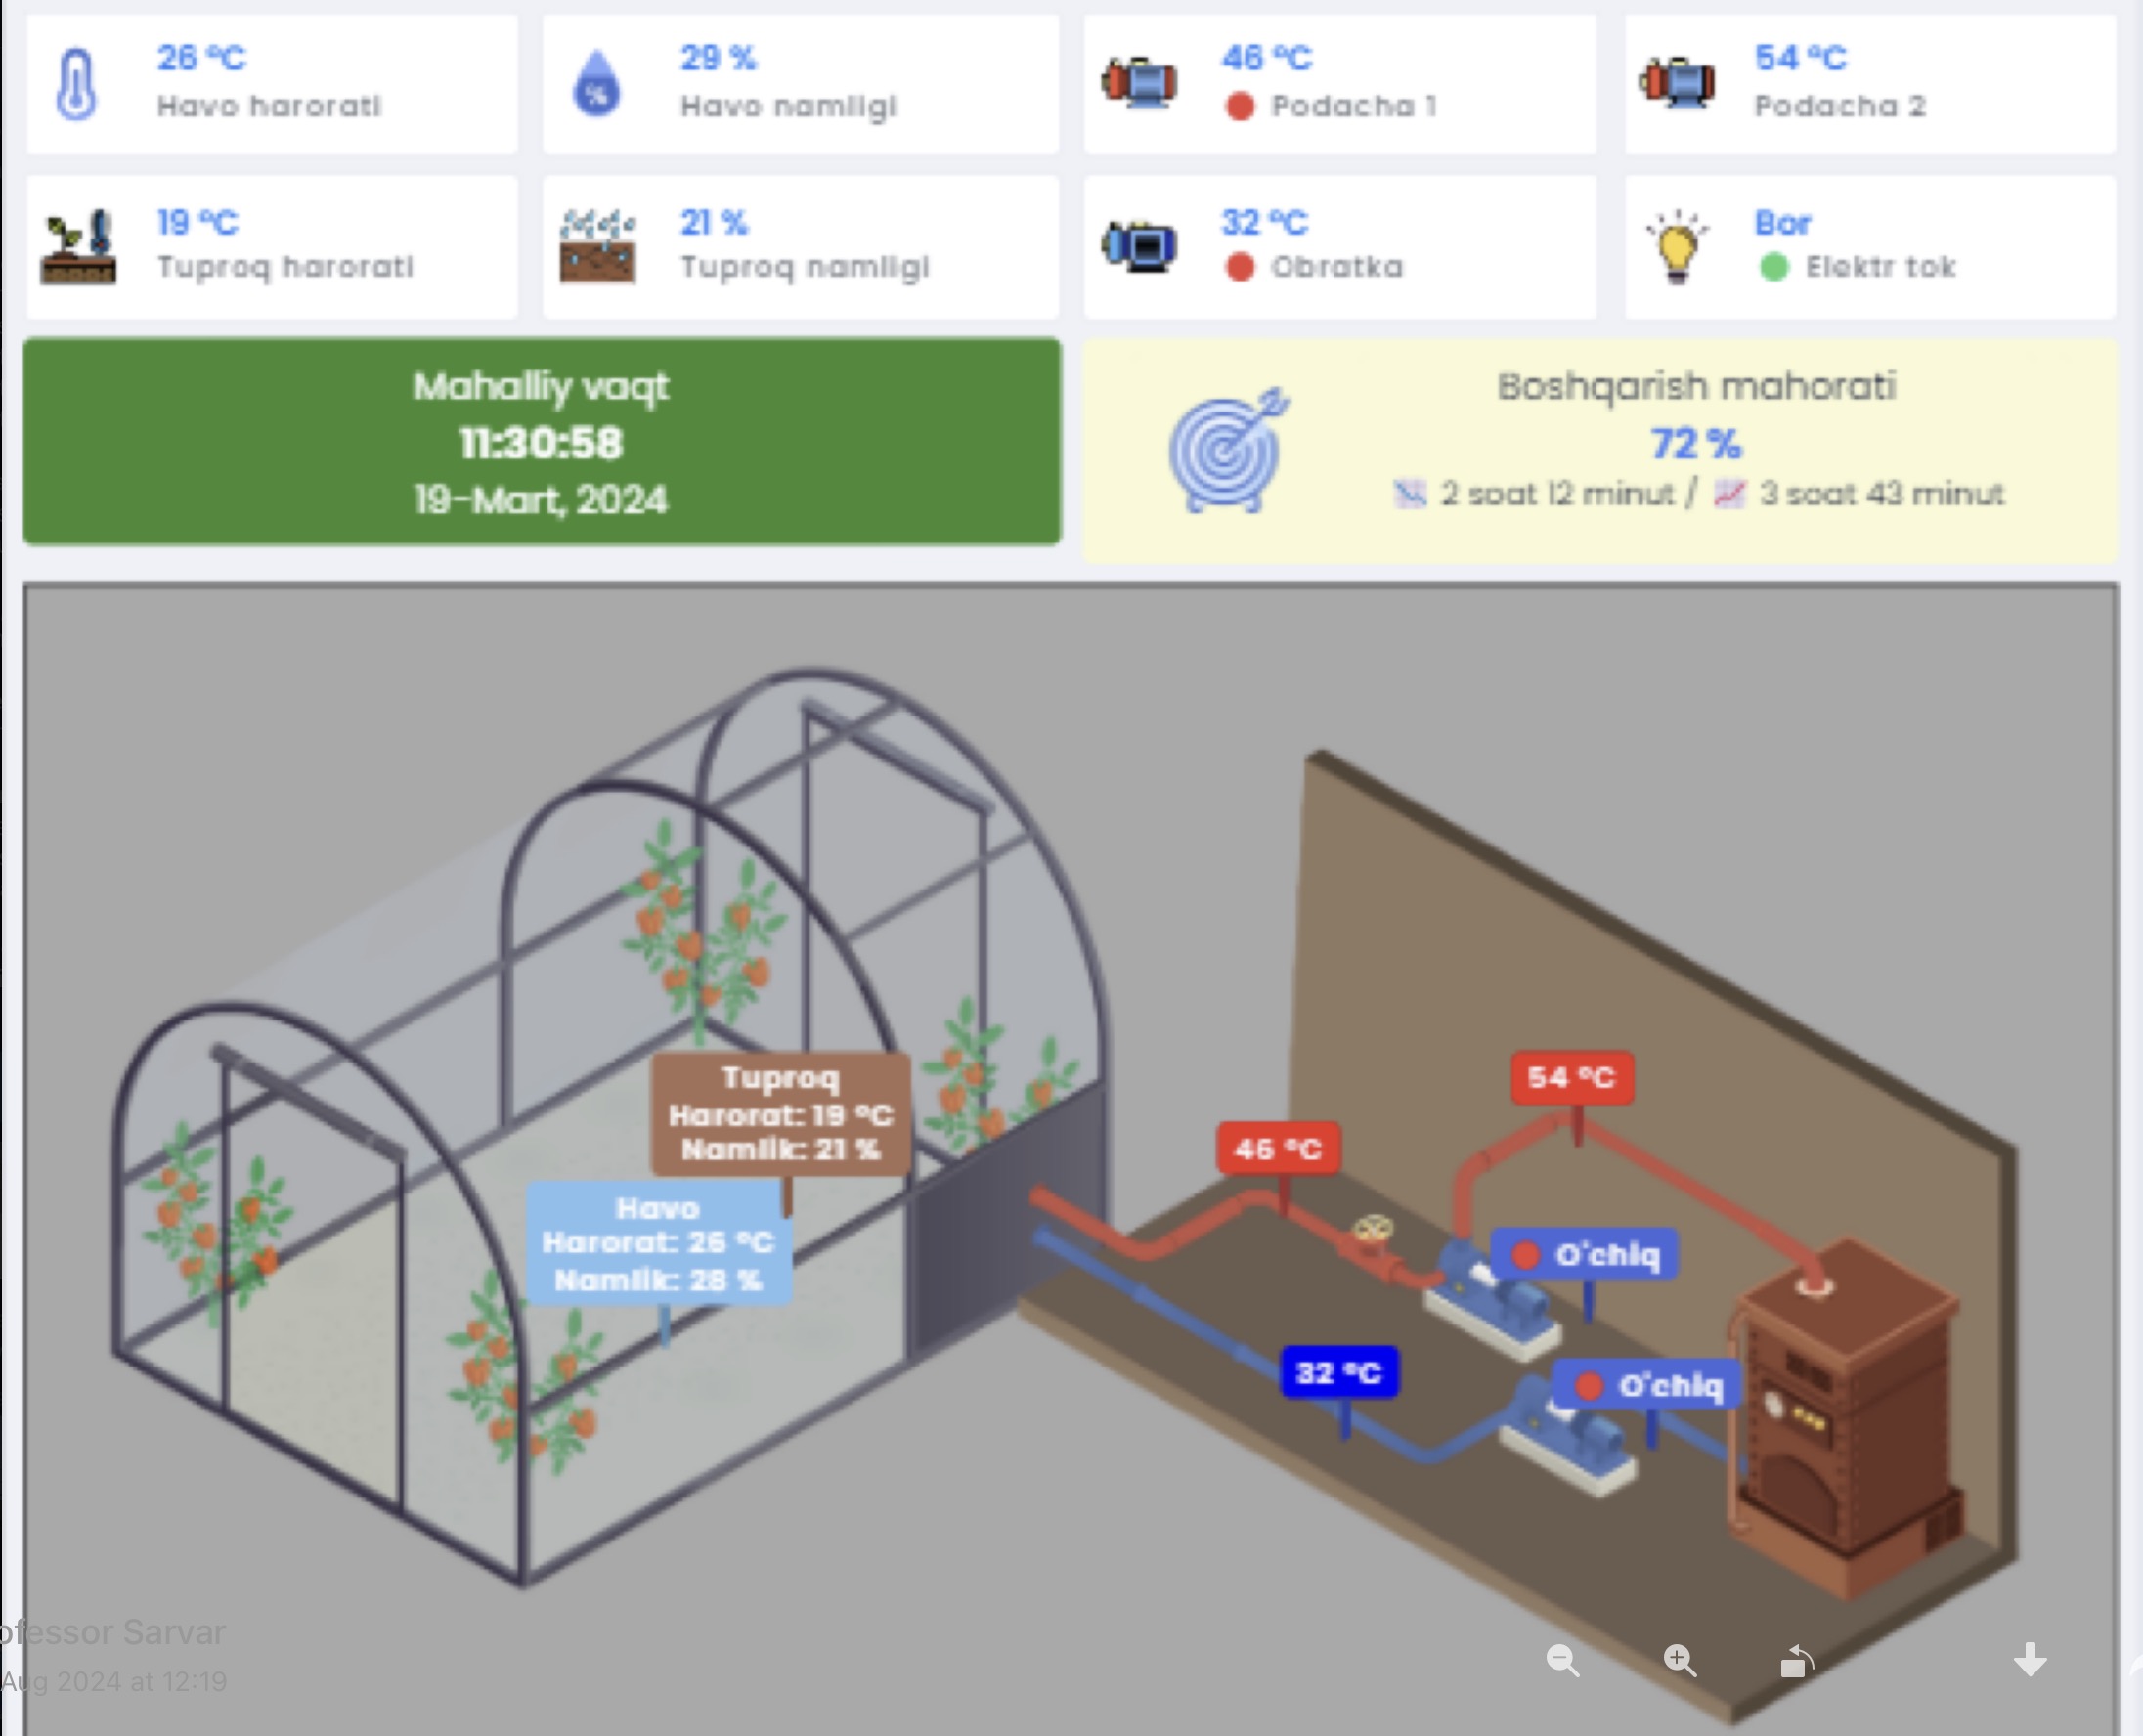 26 °C
Havo harorati
29 %
Havo namligi
46 °C
Podacha 1
54 °C
Podacha 2
19 °C
Tuproq harorati
21 %
Tuproq namligi
32 °C
Obratka
Bor
Elektr tok
Mahalliy vaqt
11:30:58
19-Mart, 2024
Boshqarish mahorati
72 %
2 soat 12 minut / 3 soat 43 minut
Tuproq
Harorat: 19 °C
Namlik: 21 %
Havo
Harorat: 26 °C
Namlik: 28 %
54 °C
46 °C
O'chiq
32 °C
O'chiq
ofessor Sarvar
Aug 2024 at 12:19